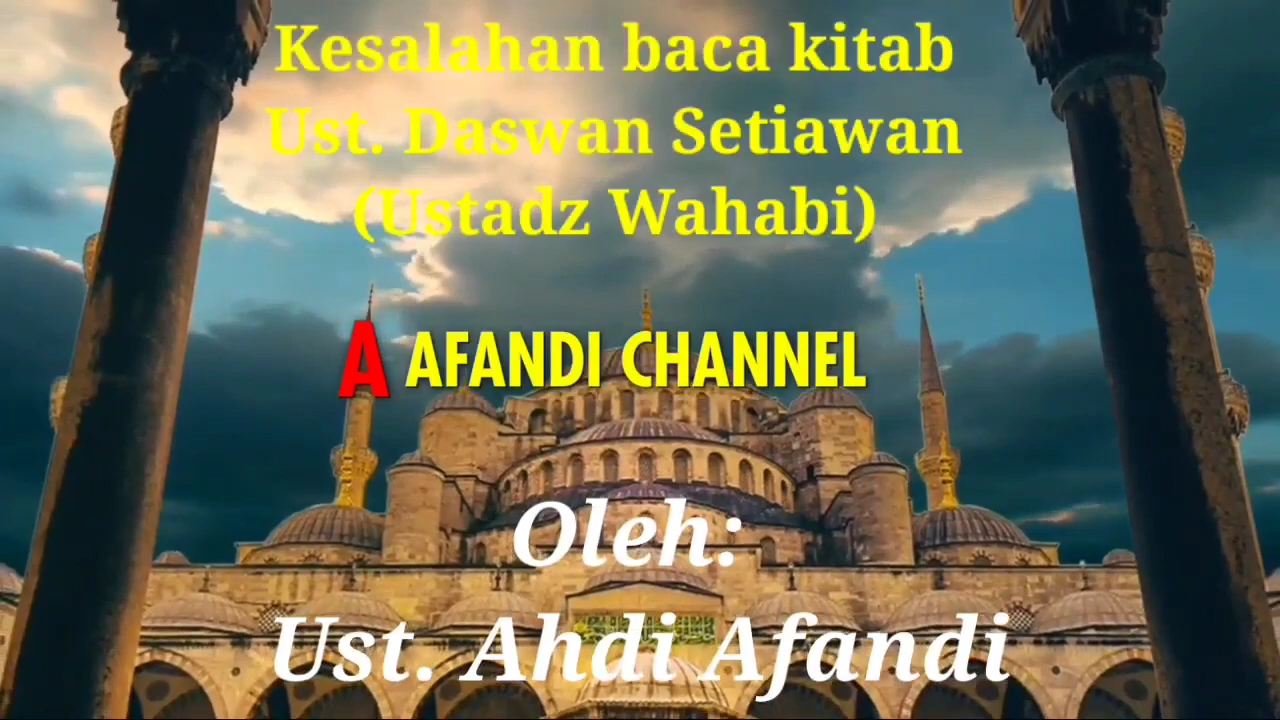 Kesalahan baca kitab
Ust. Daswan Setiawan
(Ustadz Wahabi)
A AFANDI CHANNEL
Oleh:
Ust. Ahdi Afandi